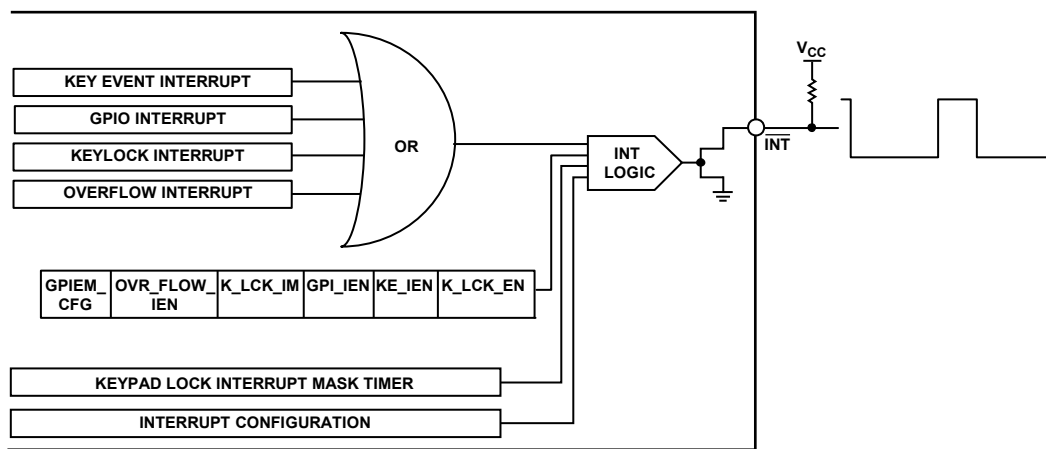 KEY EVENT INTERRUPT
GPIO INTERRUPT
KEYLOCK INTERRUPT
OVERFLOW INTERRUPT
OR
INT
LOGIC
VCC
INT
GPIEM_
CFG
OVR_FLOW_
IEN
K_LCK_IM
GPI_IEN
KE_IEN
K_LCK_EN
KEYPAD LOCK INTERRUPT MASK TIMER
INTERRUPT CONFIGURATION